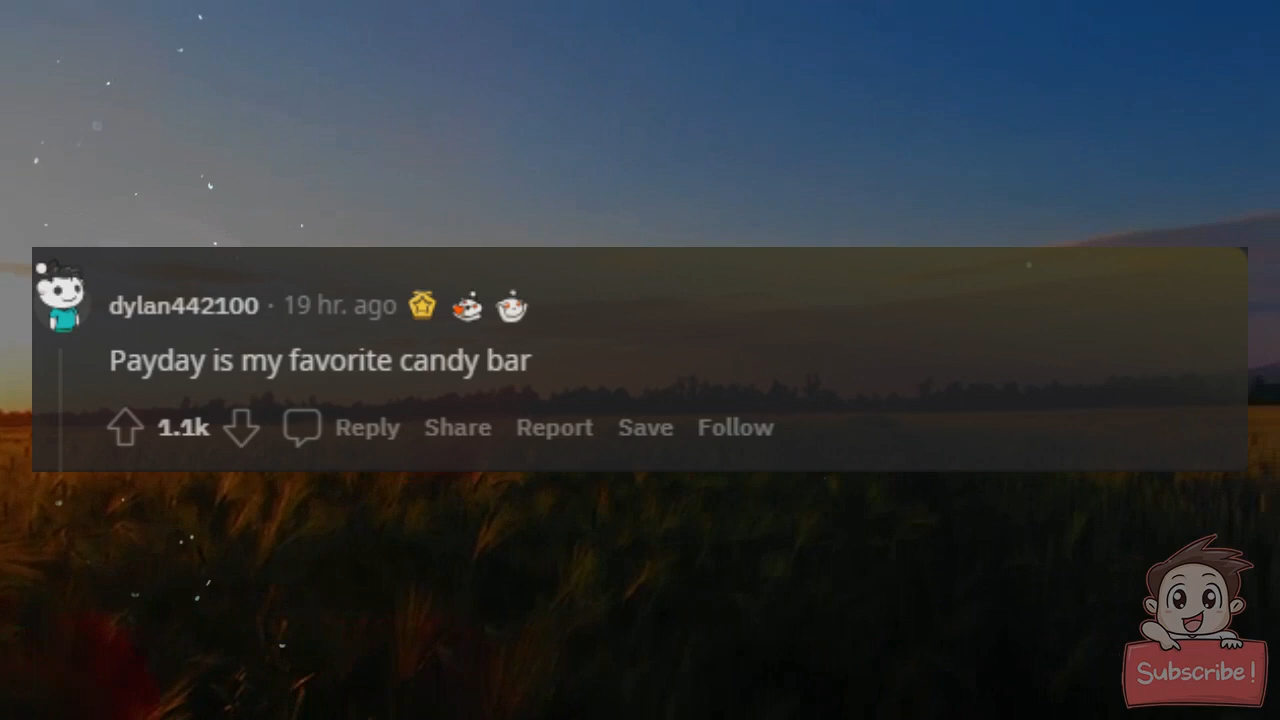 dylan442100 · 19 hr. ago
Payday is my favorite candy bar
1.1k Reply Share Report Save Follow
Subscribe!